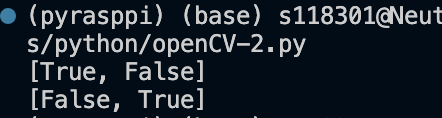 (pyrasppi) (base) s118301@Neut
s/python/openCV-2.py
[True, False]
[False, True]